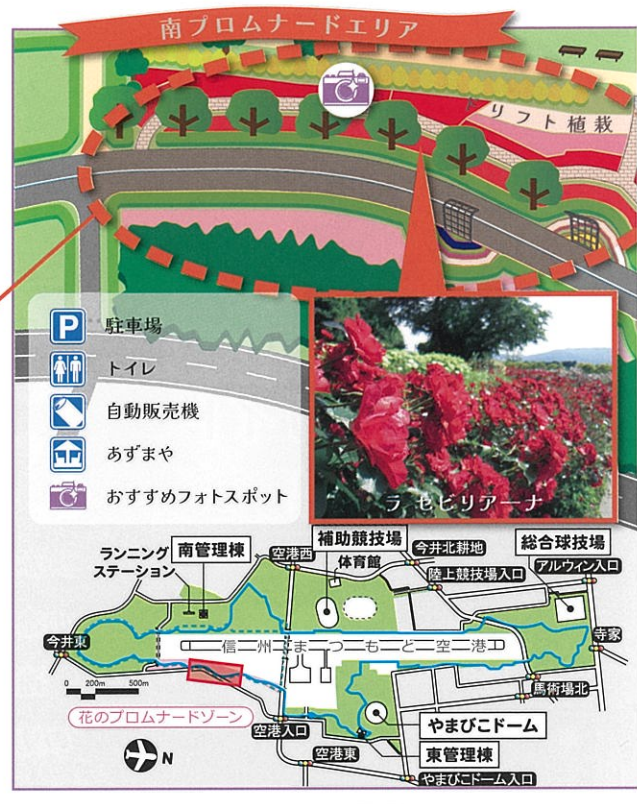 南プロムナードエリア
リフト植栽
P 駐車場
トイレ
自動販売機
あずまや
おすすめフォトスポット
ラ セビリアーナ
補助競技場
総合球技場
ランニング
ステーション
南管理棟
空港西
体育館
今井北耕地
陸上競技場入口
アルウィン入口
今井東
信州まつもと空港
寺家
0 200m 500m
馬術場北
花のプロムナードゾーン
空港入口
やまびこドーム
N
空港東
東管理棟
やまびこドーム入口